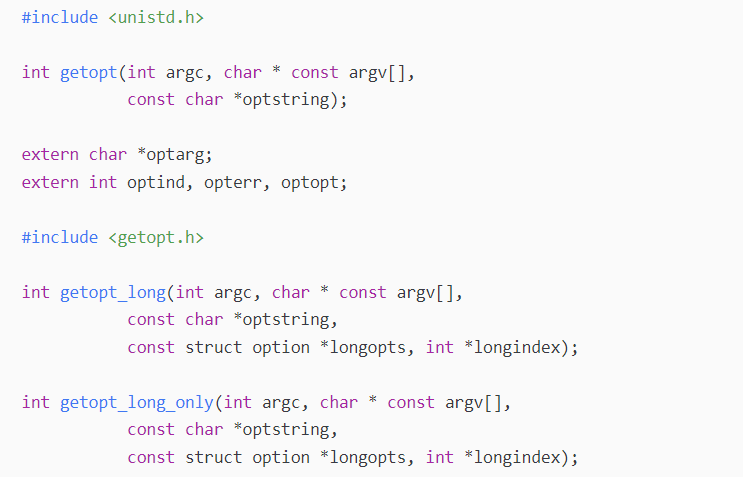 #include <unistd.h>
int getopt(int argc, char * const argv[],
const char *optstring);
extern char *optarg;
extern int optind, opterr, optopt;
#include <getopt.h>
int getopt_long(int argc, char * const argv[],
const char *optstring,
const struct option *longopts, int *longindex);
int getopt_long_only(int argc, char * const argv[],
const char *optstring,
const struct option *longopts, int *longindex);